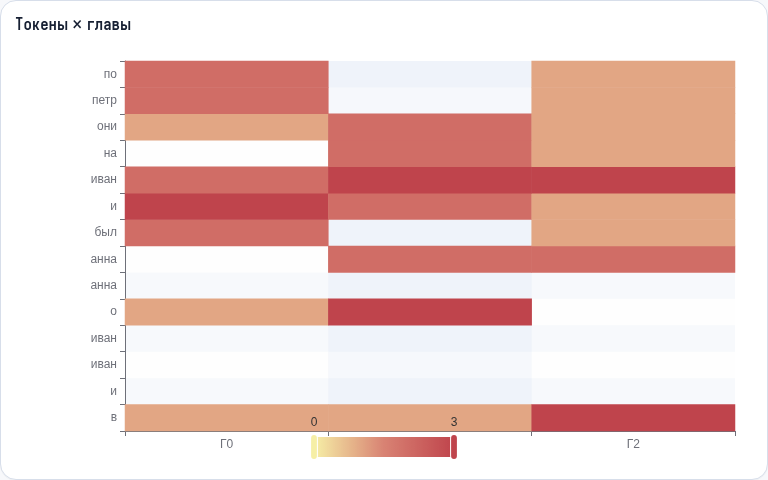 Токены × главы
по
петр
они
на
иван
и
был
анна
анна
о
иван
иван
и
в
0 3
Г0 Г2